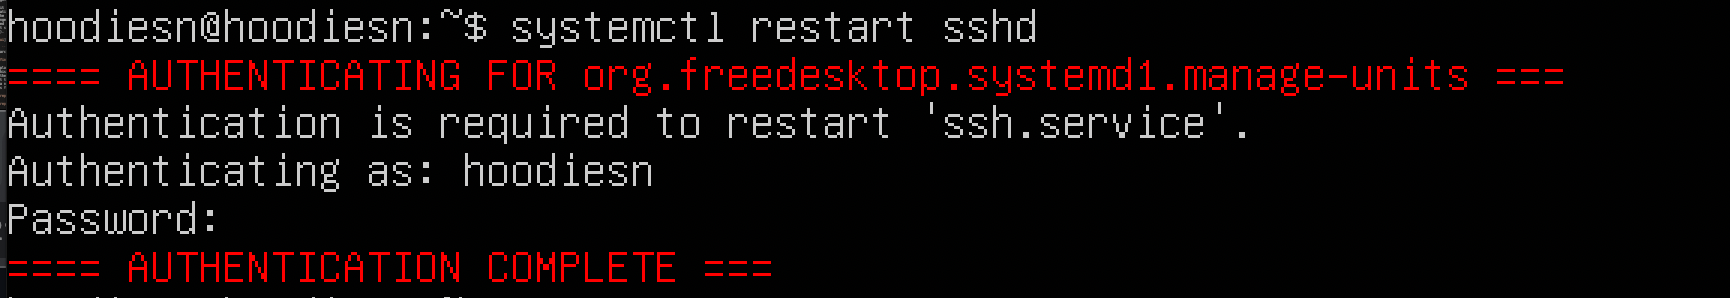 hoodiesn@hoodiesn:~$ systemctl restart sshd
==== AUTHENTICATING FOR org.freedesktop.systemd1.manage-units ===
Authentication is required to restart 'ssh.service'.
Authenticating as: hoodiesn
Password:
==== AUTHENTICATION COMPLETE ===